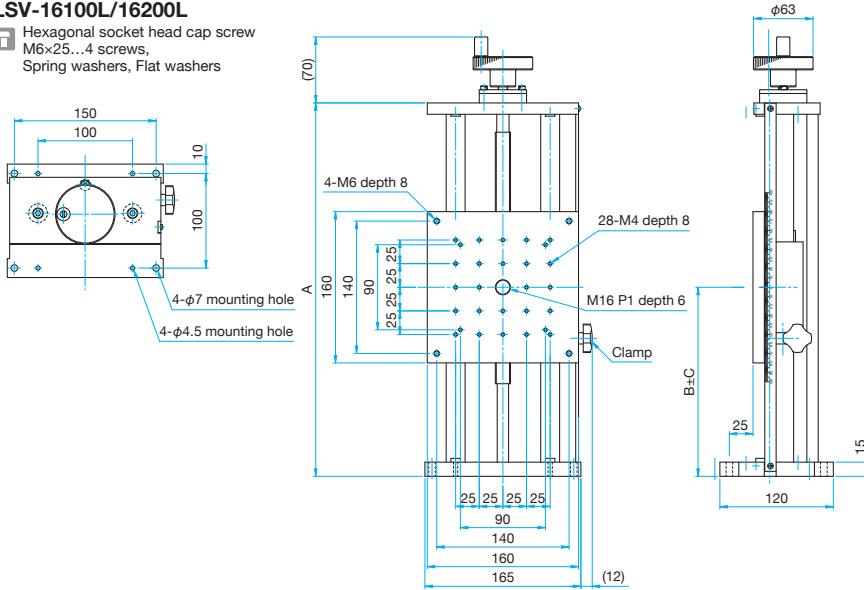 LSV-16100L/16200L
Hexagonal socket head cap screw
M6×25…4 screws,
Spring washers, Flat washers
150
100
10
100
4-φ7 mounting hole
4-φ4.5 mounting hole
(70)
A
160
140
90
25
25
25
25
4-M6 depth 8
28-M4 depth 8
M16 P1 depth 6
Clamp
25
25
25
25
90
140
160
165
(12)
φ63
B±C
25
15
120